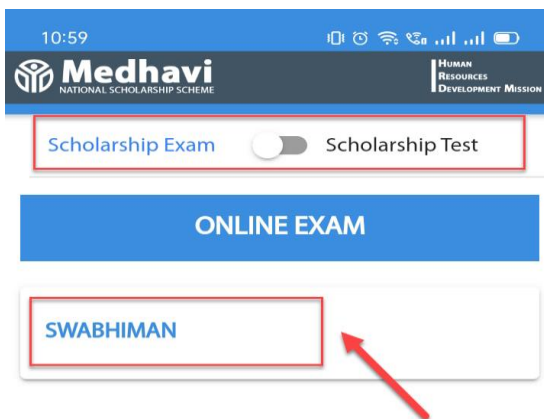 10:59
Medhavi
NATIONAL SCHOLARSHIP SCHEME
HUMAN
RESOURCES
DEVELOPMENT MISSION
Scholarship Exam Scholarship Test
ONLINE EXAM
SWABHIMAN